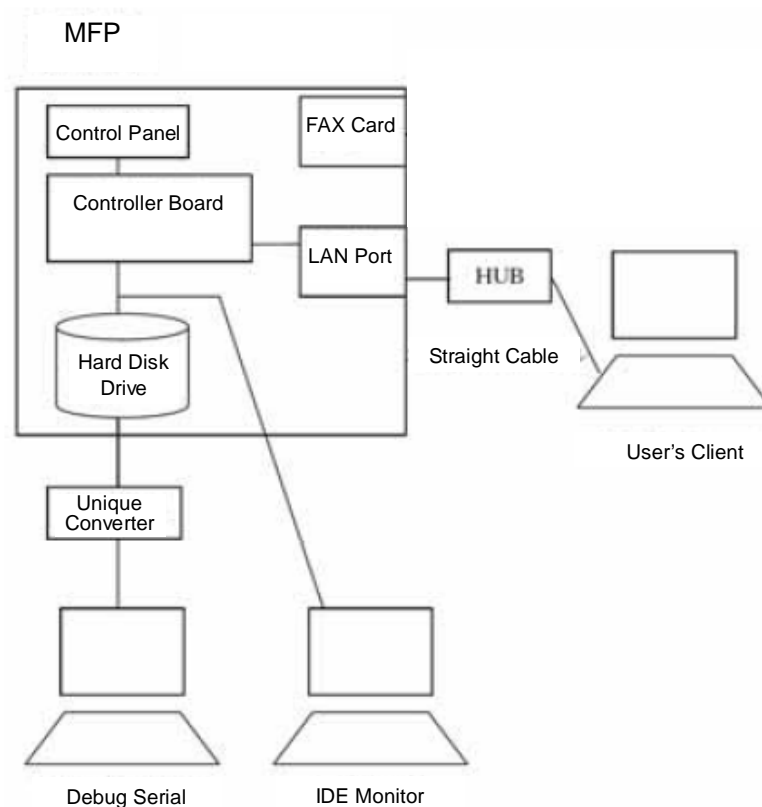 MFP
Control Panel
FAX Card
Controller Board
LAN Port
HUB
Hard Disk
Drive
Straight Cable
User’s Client
Unique
Converter
Debug Serial
IDE Monitor